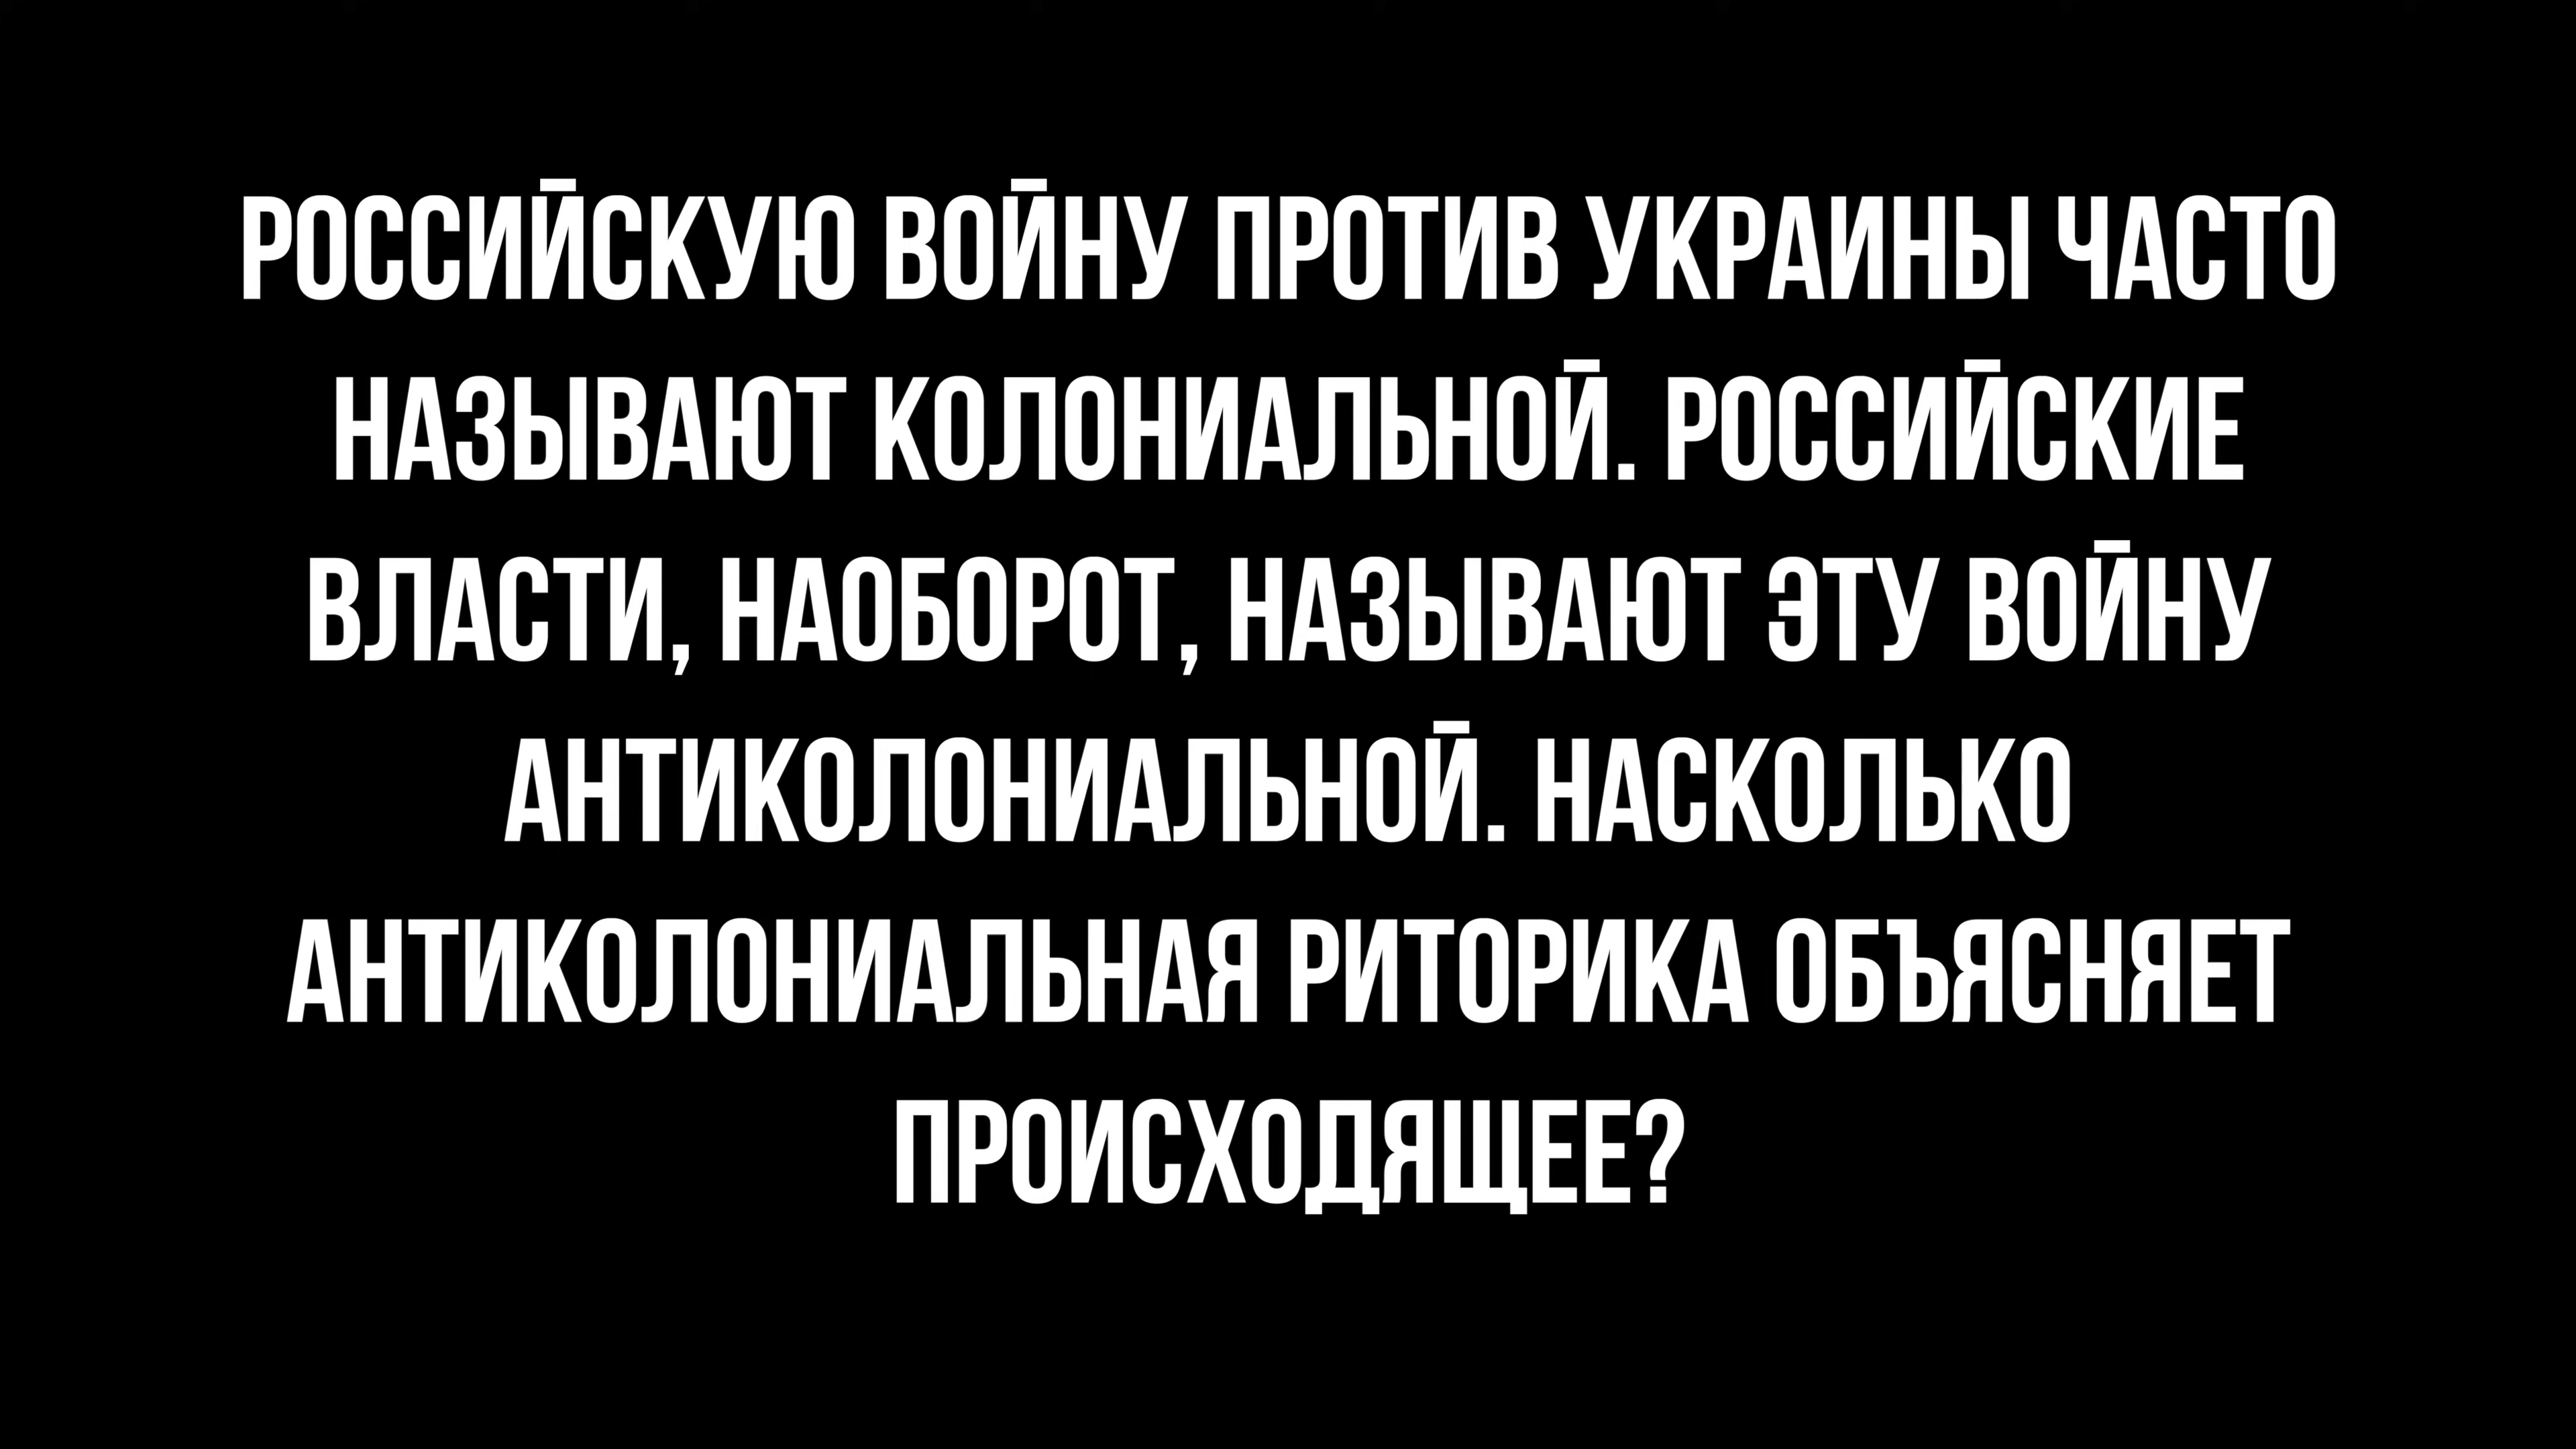 РОССИЙСКУЮ ВОЙНУ ПРОТИВ УКРАИНЫ ЧАСТО
НАЗЫВАЮТ КОЛОНИАЛЬНОЙ. РОССИЙСКИЕ
ВЛАСТИ, НАОБОРОТ, НАЗЫВАЮТ ЭТУ ВОЙНУ
АНТИКОЛОНИАЛЬНОЙ. НАСКОЛЬКО
АНТИКОЛОНИАЛЬНАЯ РИТОРИКА ОБЪЯСНЯЕТ
ПРОИСХОДЯЩЕЕ?